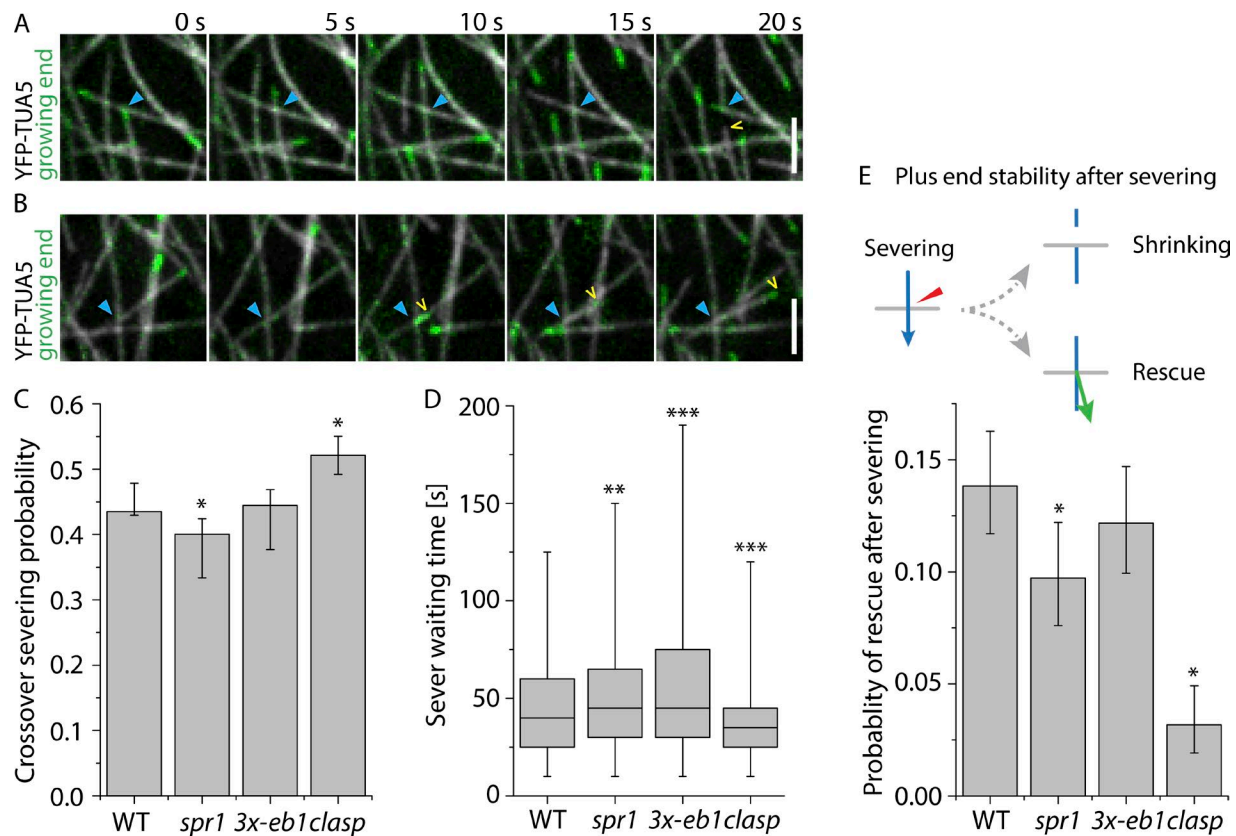 A
0 s
5 s
10 s
15 s
20 s
YFP-TUA5
growing end
B
YFP-TUA5
growing end
C
Crossover severing probability
0.6
0.5
0.4
0.3
0.2
0.1
0.0
*
*
WT
spr1
3x-eb1
clasp
D
Sever waiting time [s]
200
150
100
50
0
**
***
***
WT
spr1
3x-eb1
clasp
E
Plus end stability after severing
Severing
Shrinking
Rescue
Probablity of rescue after severing
0.15
0.10
0.05
0.00
*
*
WT
spr1
3x-eb1
clasp